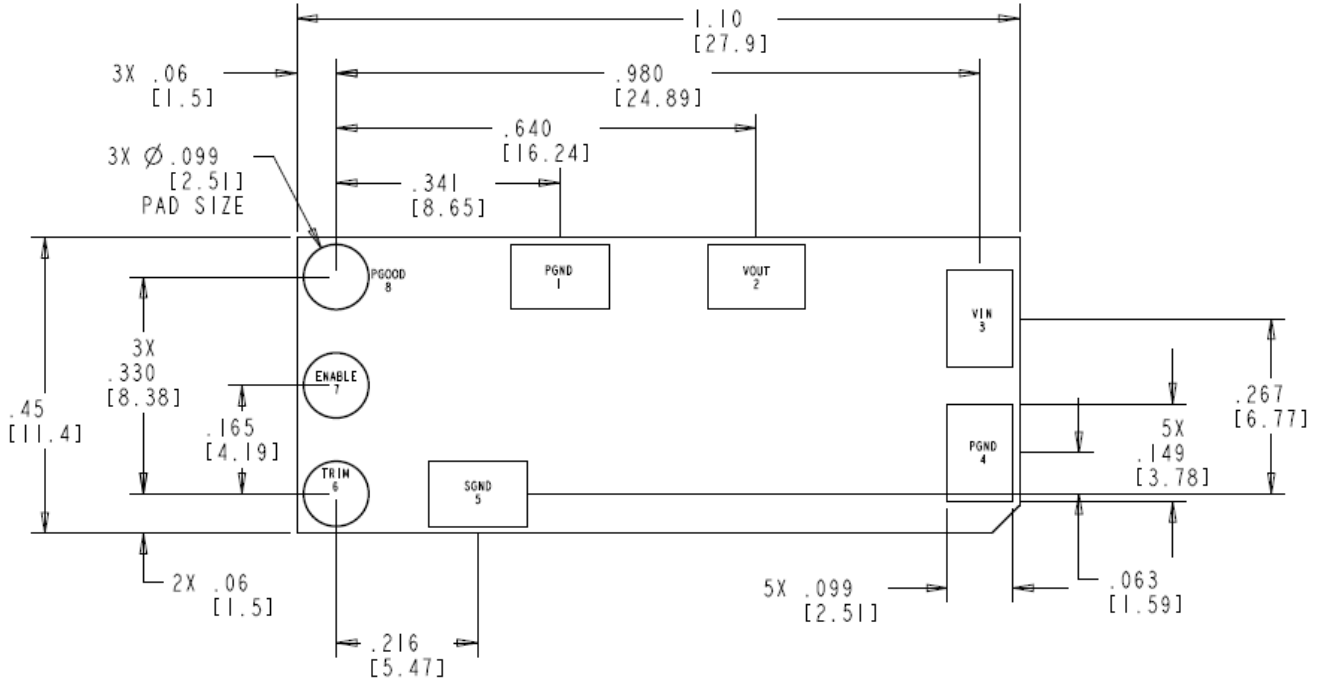 1.10
[27.9]
3X .06
[1.5]
.980
[24.89]
.640
[16.24]
3X Ø.099
[2.51]
PAD SIZE
.341
[8.65]
PGOOD
8
PGND
1
VOUT
2
VIN
3
3X
.330
[8.38]
ENABLE
7
.45
[11.4]
.165
[4.19]
.267
[6.77]
5X
.149
[3.78]
PGND
4
TRIM
6
SGND
5
2X .06
[1.5]
5X .099
[2.51]
.063
[1.59]
.216
[5.47]